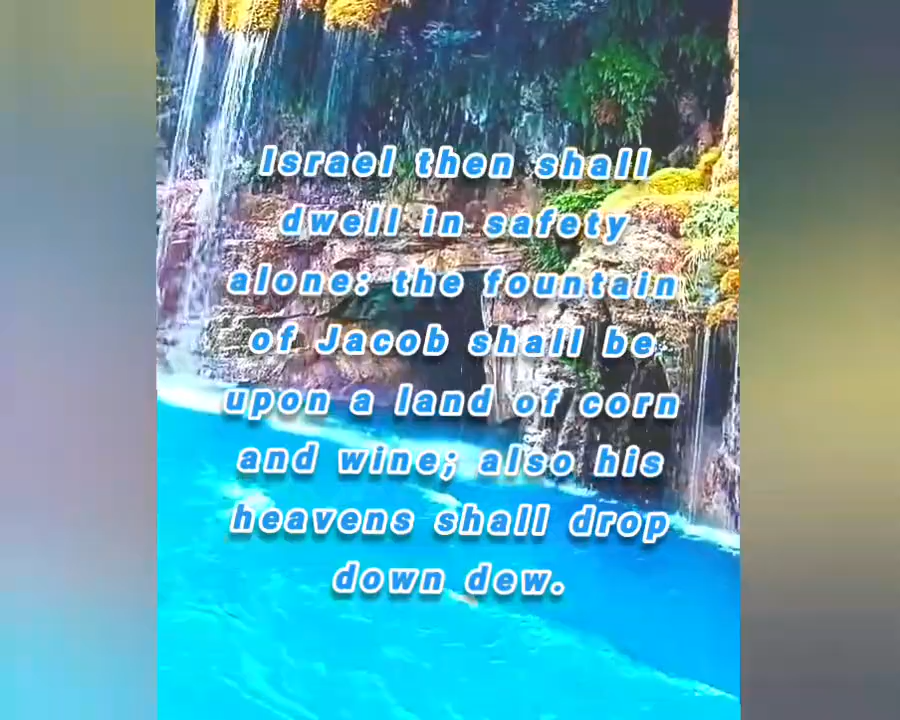 Israel then shall
dwell in safety
alone: the fountain
of Jacob shall be
upon a land of corn
and wine; also his
heavens shall drop
down dew.